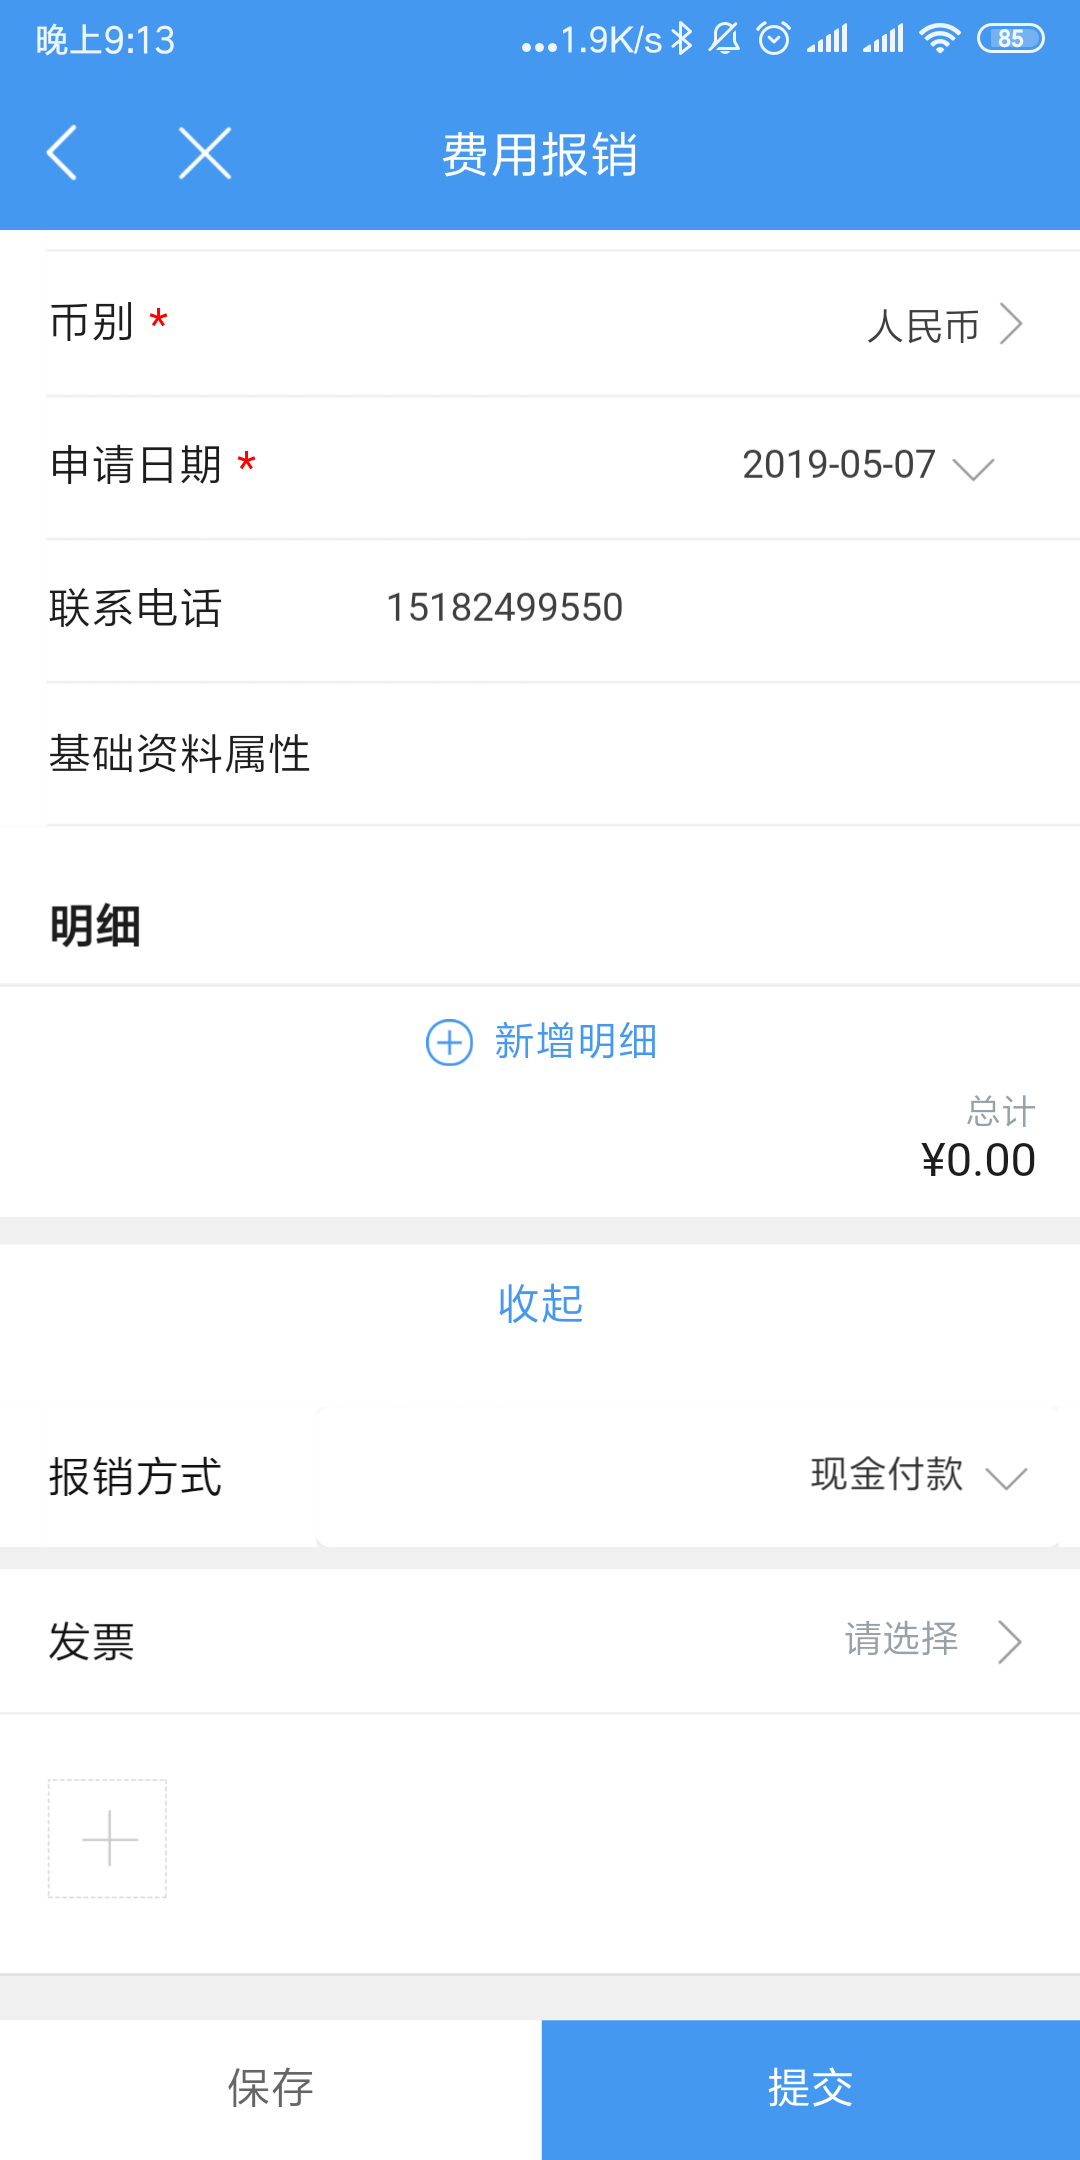 晚上9:13
...1.9K/s
85
费用报销
币别 *
人民币
申请日期 *
2019-05-07
联系电话
15182499550
基础资料属性
明细
新增明细
总计
¥0.00
收起
报销方式
现金付款
发票
请选择
保存
提交